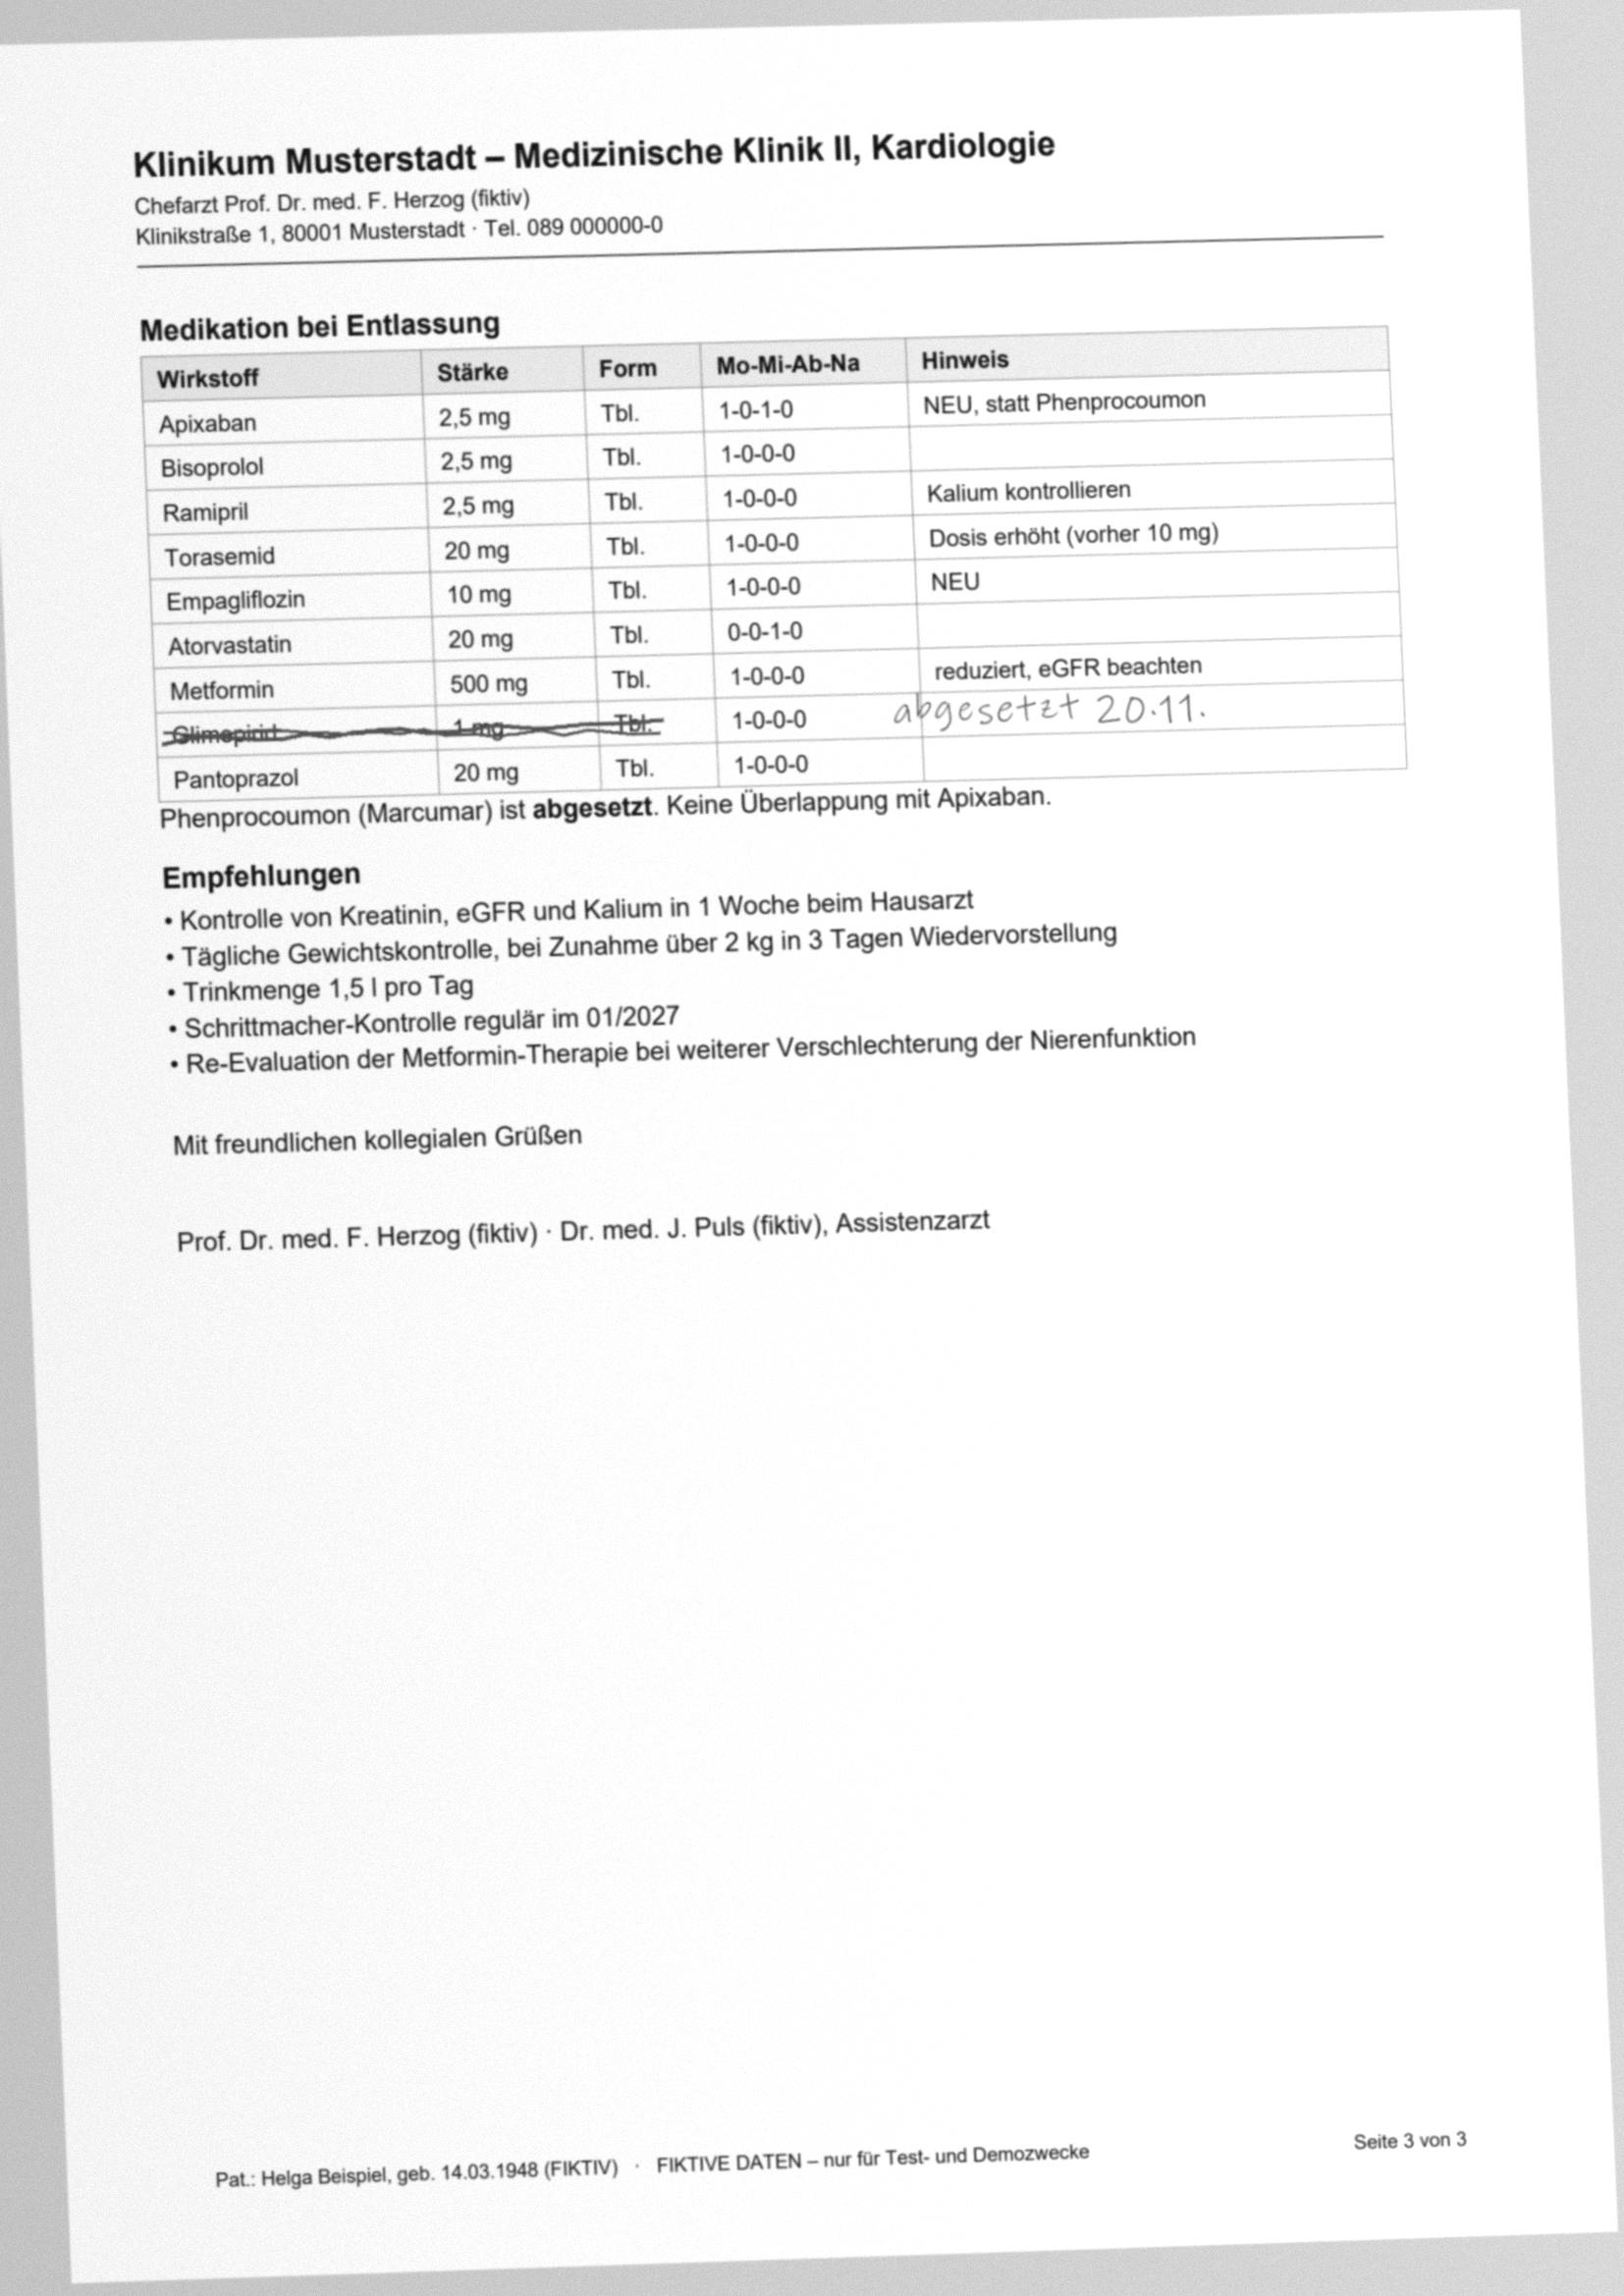 Klinikum Musterstadt – Medizinische Klinik II, Kardiologie
Chefarzt Prof. Dr. med. F. Herzog (fiktiv)
Klinikstraße 1, 80001 Musterstadt · Tel. 089 000000-0
Medikation bei Entlassung
Wirkstoff Stärke Form Mo-Mi-Ab-Na Hinweis
Apixaban 2,5 mg Tbl. 1-0-1-0 NEU, statt Phenprocoumon
Bisoprolol 2,5 mg Tbl. 1-0-0-0
Ramipril 2,5 mg Tbl. 1-0-0-0 Kalium kontrollieren
Torasemid 20 mg Tbl. 1-0-0-0 Dosis erhöht (vorher 10 mg)
Empagliflozin 10 mg Tbl. 1-0-0-0 NEU
Atorvastatin 20 mg Tbl. 0-0-1-0
Metformin 500 mg Tbl. 1-0-0-0 reduziert, eGFR beachten
Glimepirid 1 mg Tbl. 1-0-0-0 abgesetzt 20.11.
Pantoprazol 20 mg Tbl. 1-0-0-0
Phenprocoumon (Marcumar) ist abgesetzt. Keine Überlappung mit Apixaban.
Empfehlungen
• Kontrolle von Kreatinin, eGFR und Kalium in 1 Woche beim Hausarzt
• Tägliche Gewichtskontrolle, bei Zunahme über 2 kg in 3 Tagen Wiedervorstellung
• Trinkmenge 1,5 l pro Tag
• Schrittmacher-Kontrolle regulär im 01/2027
• Re-Evaluation der Metformin-Therapie bei weiterer Verschlechterung der Nierenfunktion
Mit freundlichen kollegialen Grüßen
Prof. Dr. med. F. Herzog (fiktiv) · Dr. med. J. Puls (fiktiv), Assistenzarzt
Pat.: Helga Beispiel, geb. 14.03.1948 (FIKTIV) · FIKTIVE DATEN – nur für Test- und Demozwecke Seite 3 von 3